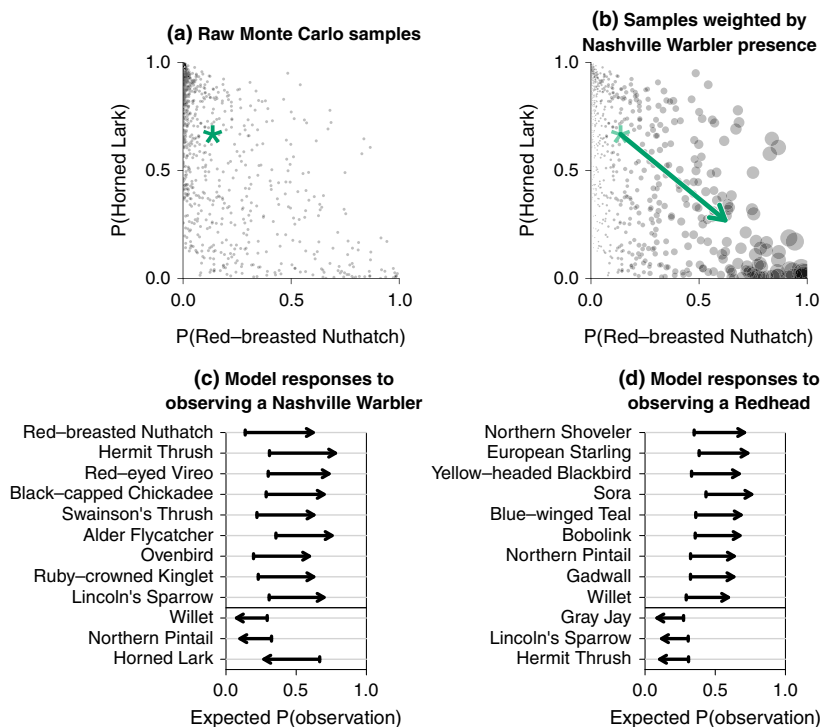 (a) Raw Monte Carlo samples
P(Horned Lark)
1.0
0.5
0.0
0.0 0.5 1.0
P(Red–breasted Nuthatch)
(b) Samples weighted by
Nashville Warbler presence
P(Horned Lark)
1.0
0.5
0.0
0.0 0.5 1.0
P(Red–breasted Nuthatch)
(c) Model responses to
observing a Nashville Warbler
Red–breasted Nuthatch
Hermit Thrush
Red–eyed Vireo
Black–capped Chickadee
Swainson's Thrush
Alder Flycatcher
Ovenbird
Ruby–crowned Kinglet
Lincoln's Sparrow
Willet
Northern Pintail
Horned Lark
0.0 0.5 1.0
Expected P(observation)
(d) Model responses to
observing a Redhead
Northern Shoveler
European Starling
Yellow–headed Blackbird
Sora
Blue–winged Teal
Bobolink
Northern Pintail
Gadwall
Willet
Gray Jay
Lincoln's Sparrow
Hermit Thrush
0.0 0.5 1.0
Expected P(observation)